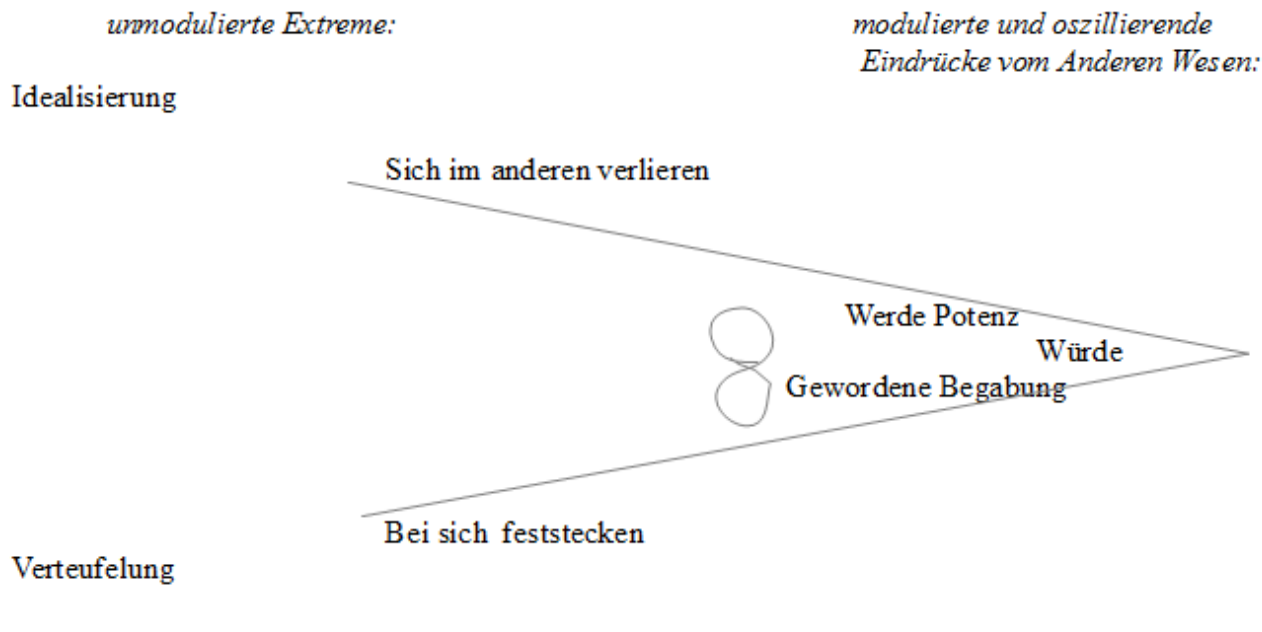 unmodulierte Extreme:
modulierte und oszillierende
Eindrücke vom Anderen Wesen:
Idealisierung
Sich im anderen verlieren
Werde Potenz
Würde
Gewordene Begabung
Bei sich feststecken
Verteufelung